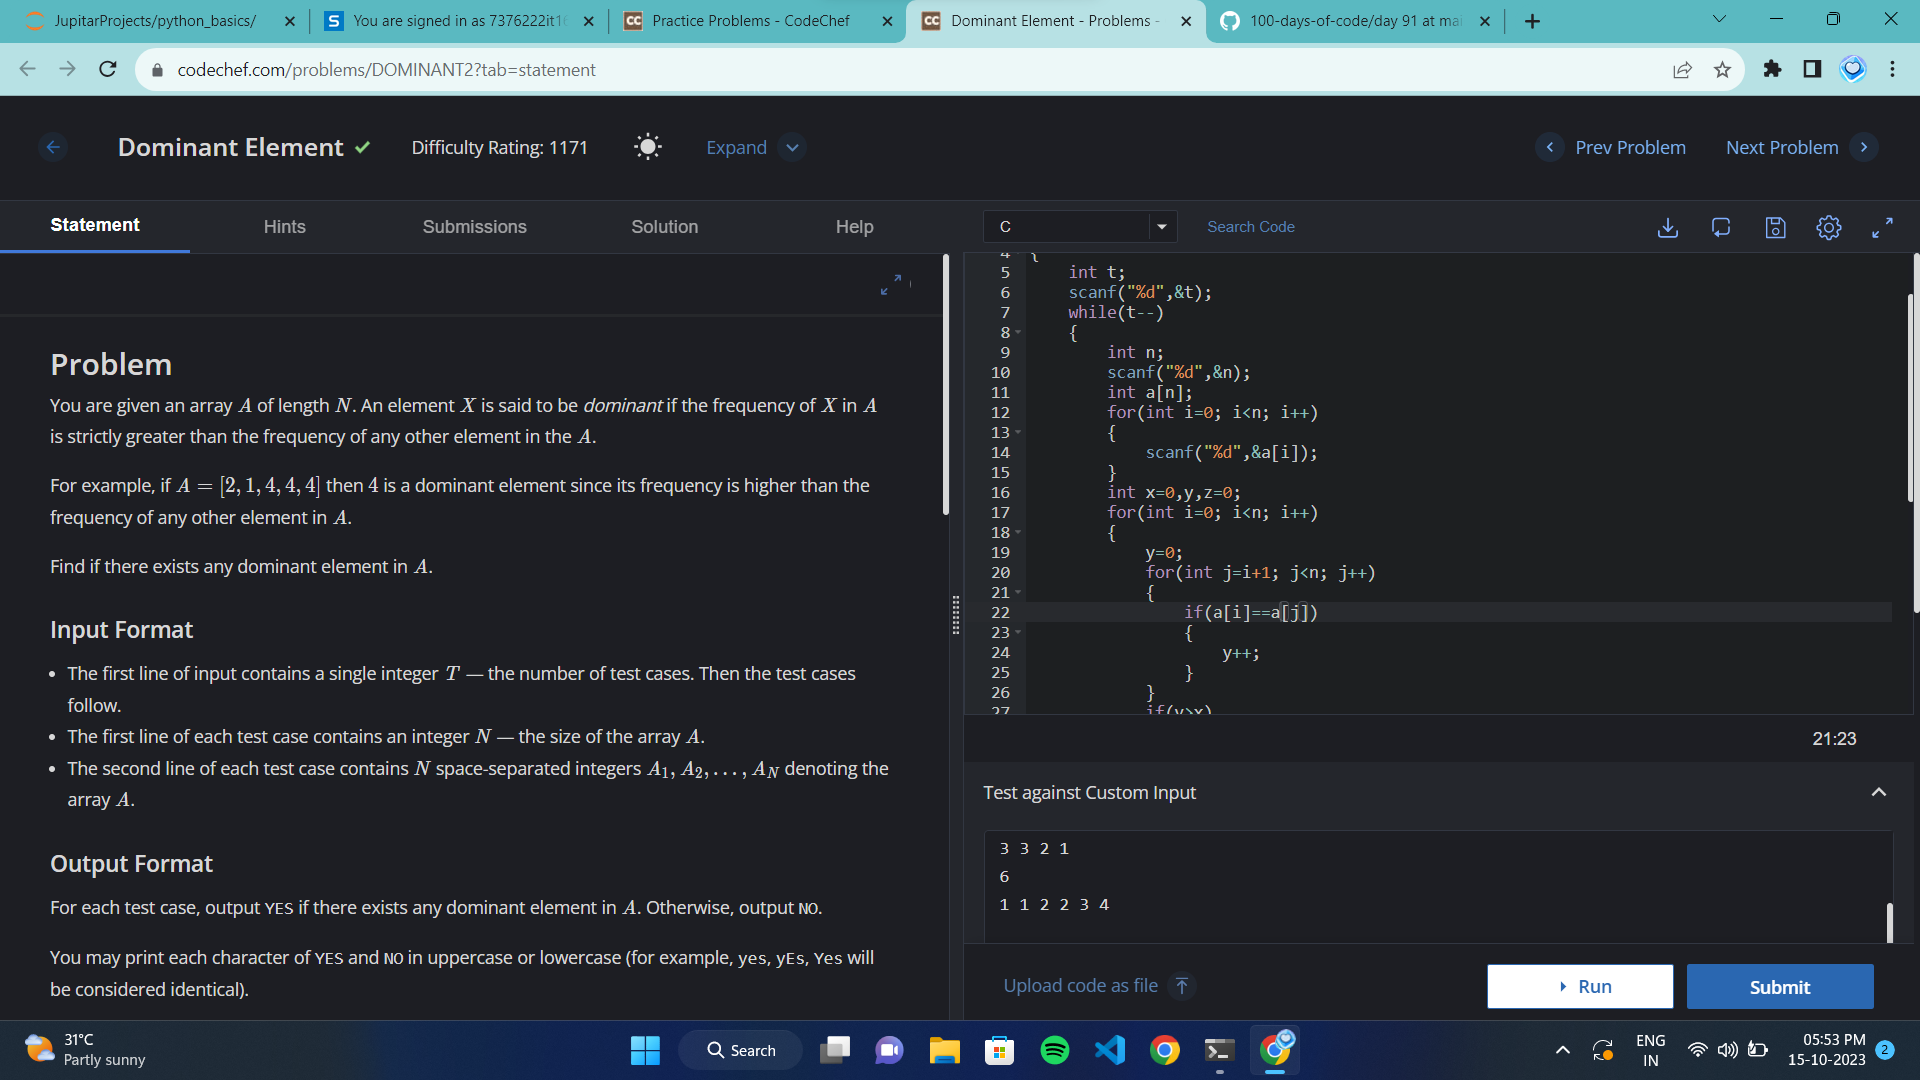 JupitarProjects/python_basics/
You are signed in as 7376222it1
Practice Problems - CodeChef
Dominant Element - Problems -
100-days-of-code/day 91 at mai
codechef.com/problems/DOMINANT2?tab=statement
Dominant Element
Difficulty Rating: 1171
Expand
Prev Problem
Next Problem
Statement
Hints
Submissions
Solution
Help
C
Search Code
Problem
You are given an array A of length N. An element X is said to be dominant if the frequency of X in A
is strictly greater than the frequency of any other element in the A.
For example, if A = [2, 1, 4, 4, 4] then 4 is a dominant element since its frequency is higher than the
frequency of any other element in A.
Find if there exists any dominant element in A.
Input Format
• The first line of input contains a single integer T — the number of test cases. Then the test cases
follow.
• The first line of each test case contains an integer N — the size of the array A.
• The second line of each test case contains N space-separated integers A1, A2, . . . , AN denoting the
array A.
Output Format
For each test case, output YES if there exists any dominant element in A. Otherwise, output NO.
You may print each character of YES and NO in uppercase or lowercase (for example, yes, yEs, Yes will
be considered identical).
4 {
5 int t;
6 scanf("%d",&t);
7 while(t--)
8 {
9 int n;
10 scanf("%d",&n);
11 int a[n];
12 for(int i=0; i<n; i++)
13 {
14 scanf("%d",&a[i]);
15 }
16 int x=0,y,z=0;
17 for(int i=0; i<n; i++)
18 {
19 y=0;
20 for(int j=i+1; j<n; j++)
21 {
22 if(a[i]==a[j])
23 {
24 y++;
25 }
26 }
27 if(y>x)
21:23
Test against Custom Input
3 3 2 1
6
1 1 2 2 3 4
Upload code as file
Run
Submit
31°C
Partly sunny
Search
ENG
IN
05:53 PM
15-10-2023
2